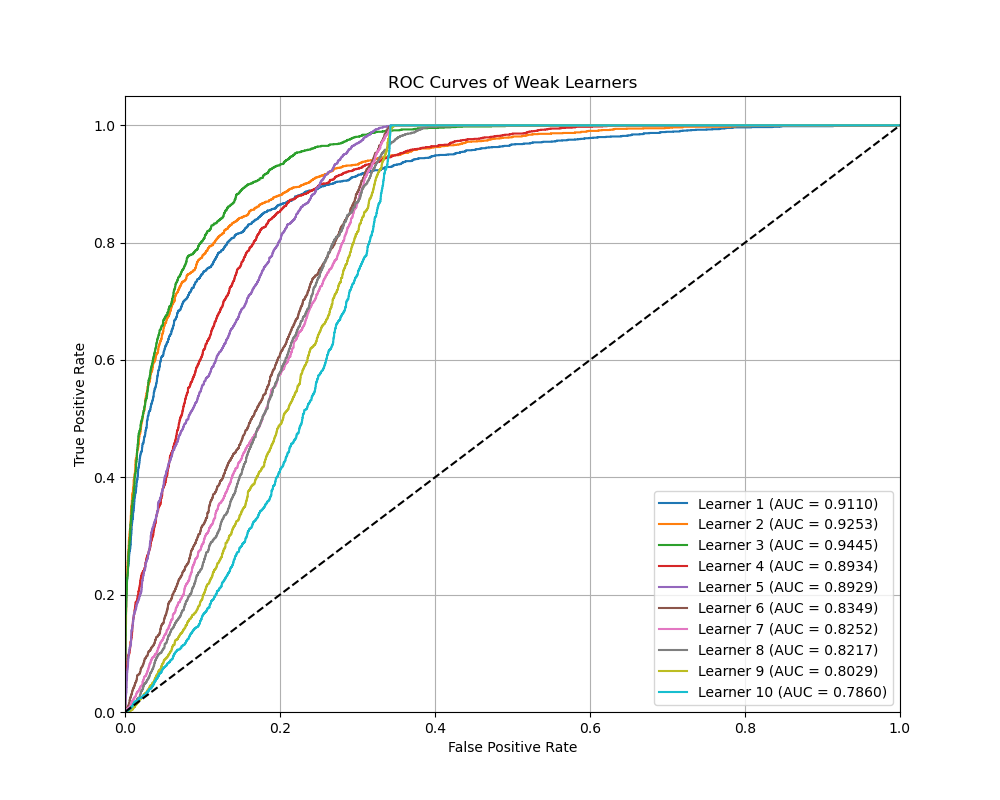 ROC Curves of Weak Learners
True Positive Rate
1.0
0.8
0.6
0.4
0.2
0.0
Learner 1 (AUC = 0.9110)
Learner 2 (AUC = 0.9253)
Learner 3 (AUC = 0.9445)
Learner 4 (AUC = 0.8934)
Learner 5 (AUC = 0.8929)
Learner 6 (AUC = 0.8349)
Learner 7 (AUC = 0.8252)
Learner 8 (AUC = 0.8217)
Learner 9 (AUC = 0.8029)
Learner 10 (AUC = 0.7860)
0.0 0.2 0.4 0.6 0.8 1.0
False Positive Rate